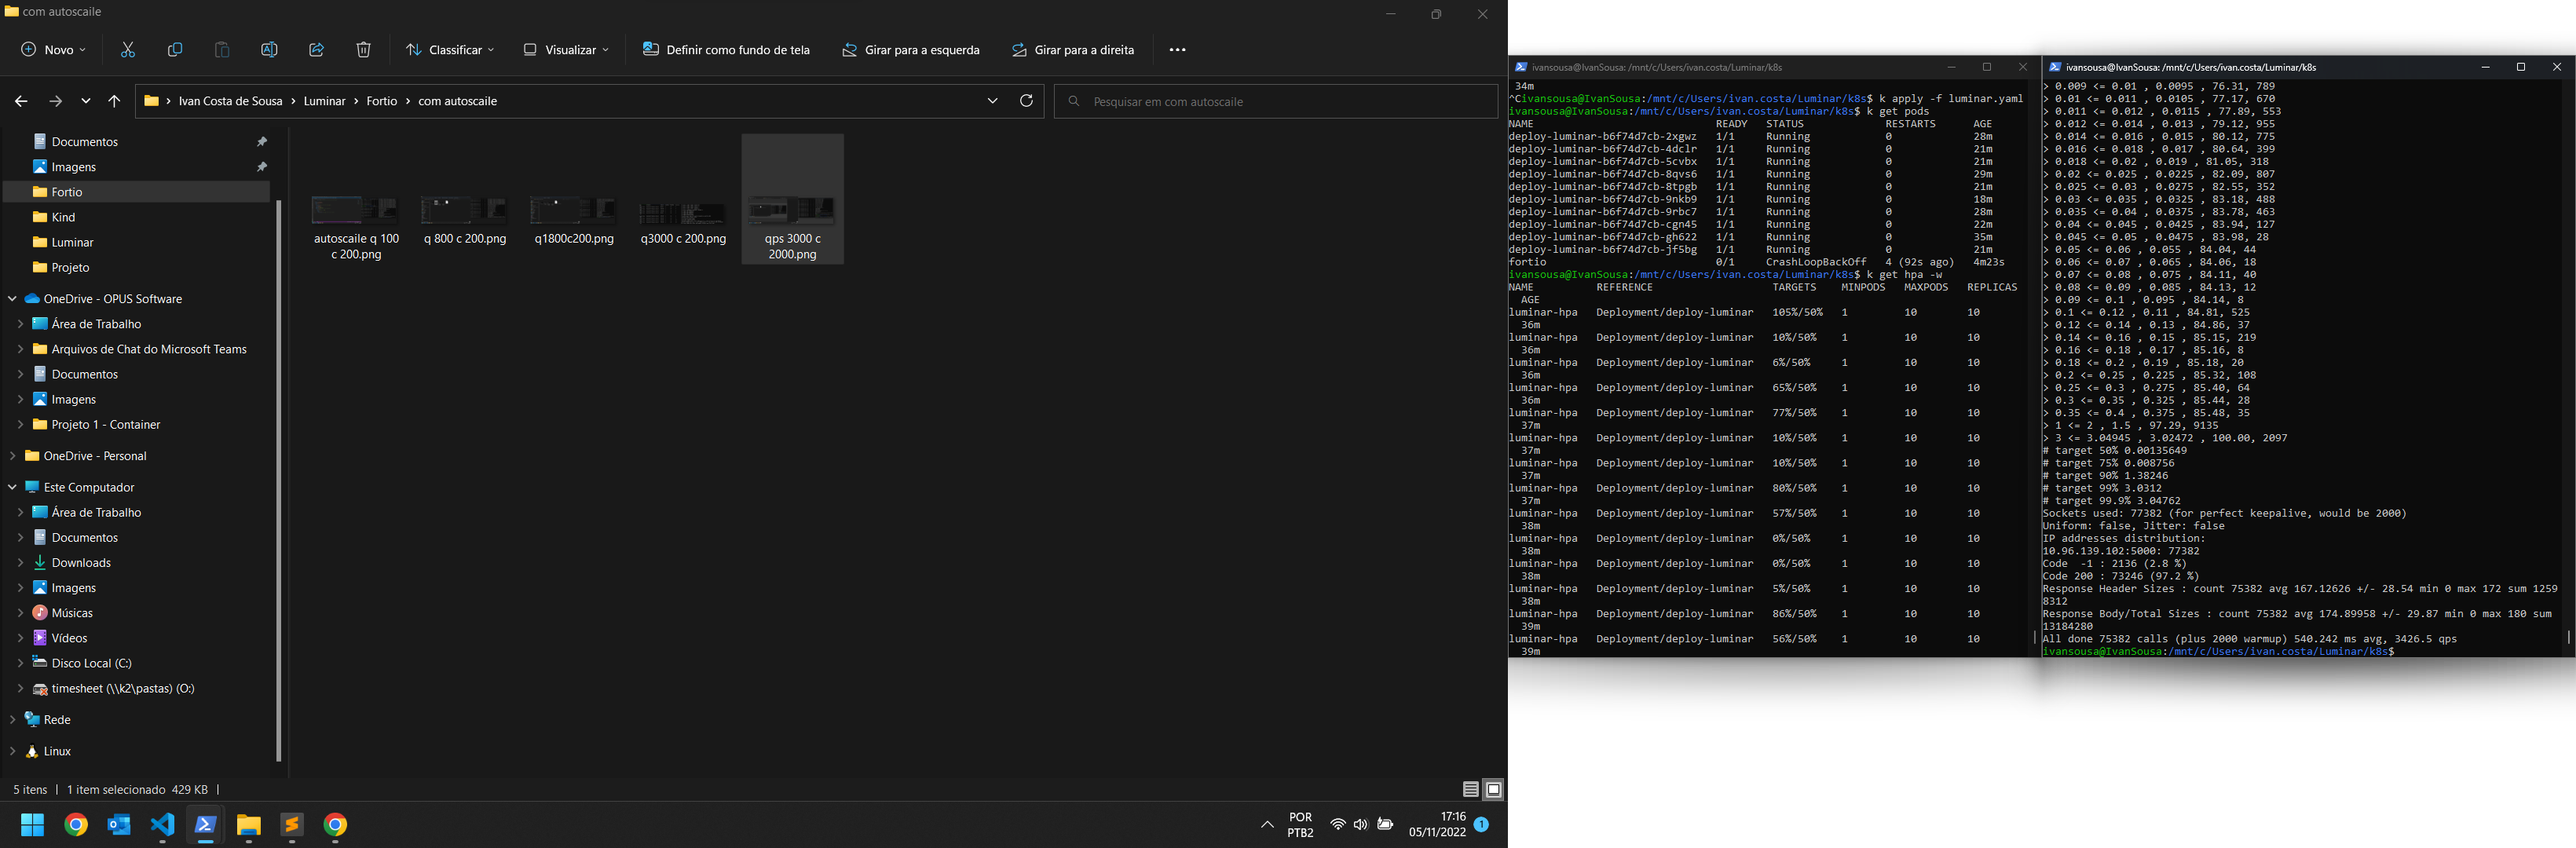 com autoscaile
Novo
Classificar
Visualizar
Definir como fundo de tela
Girar para a esquerda
Girar para a direita
Ivan Costa de Sousa > Luminar > Fortio > com autoscaile
Pesquisar em com autoscaile
Documentos
Imagens
Fortio
Kind
Luminar
Projeto
OneDrive - OPUS Software
Área de Trabalho
Arquivos de Chat do Microsoft Teams
Documentos
Imagens
Projeto 1 - Container
OneDrive - Personal
Este Computador
Área de Trabalho
Documentos
Downloads
Imagens
Músicas
Vídeos
Disco Local (C:)
timesheet (\\k2\pastas) (O:)
Rede
Linux
autoscaile q 100
c 200.png
q 800 c 200.png
q1800c200.png
q3000 c 200.png
qps 3000 c
2000.png
5 itens | 1 item selecionado 429 KB |
POR
PTB2
17:16
05/11/2022
1
ivansousa@IvanSousa: /mnt/c/Users/ivan.costa/Luminar/k8s
34m
^Civansousa@IvanSousa:/mnt/c/Users/ivan.costa/Luminar/k8s$ k apply -f luminar.yaml
ivansousa@IvanSousa:/mnt/c/Users/ivan.costa/Luminar/k8s$ k get pods
NAME READY STATUS RESTARTS AGE
deploy-luminar-b6f74d7cb-2xgwz 1/1 Running 0 28m
deploy-luminar-b6f74d7cb-4dclr 1/1 Running 0 21m
deploy-luminar-b6f74d7cb-5cvbx 1/1 Running 0 21m
deploy-luminar-b6f74d7cb-8qvs6 1/1 Running 0 29m
deploy-luminar-b6f74d7cb-8tpgb 1/1 Running 0 21m
deploy-luminar-b6f74d7cb-9nkb9 1/1 Running 0 18m
deploy-luminar-b6f74d7cb-9rbc7 1/1 Running 0 28m
deploy-luminar-b6f74d7cb-cgn45 1/1 Running 0 22m
deploy-luminar-b6f74d7cb-gh622 1/1 Running 0 35m
deploy-luminar-b6f74d7cb-jf5bg 1/1 Running 0 21m
fortio 0/1 CrashLoopBackOff 4 (92s ago) 4m23s
ivansousa@IvanSousa:/mnt/c/Users/ivan.costa/Luminar/k8s$ k get hpa -w
NAME REFERENCE TARGETS MINPODS MAXPODS REPLICAS
AGE
luminar-hpa Deployment/deploy-luminar 105%/50% 1 10 10
36m
luminar-hpa Deployment/deploy-luminar 10%/50% 1 10 10
36m
luminar-hpa Deployment/deploy-luminar 6%/50% 1 10 10
36m
luminar-hpa Deployment/deploy-luminar 65%/50% 1 10 10
36m
luminar-hpa Deployment/deploy-luminar 77%/50% 1 10 10
37m
luminar-hpa Deployment/deploy-luminar 10%/50% 1 10 10
37m
luminar-hpa Deployment/deploy-luminar 10%/50% 1 10 10
37m
luminar-hpa Deployment/deploy-luminar 80%/50% 1 10 10
37m
luminar-hpa Deployment/deploy-luminar 57%/50% 1 10 10
38m
luminar-hpa Deployment/deploy-luminar 0%/50% 1 10 10
38m
luminar-hpa Deployment/deploy-luminar 0%/50% 1 10 10
38m
luminar-hpa Deployment/deploy-luminar 5%/50% 1 10 10
38m
luminar-hpa Deployment/deploy-luminar 86%/50% 1 10 10
39m
luminar-hpa Deployment/deploy-luminar 56%/50% 1 10 10
39m
ivansousa@IvanSousa: /mnt/c/Users/ivan.costa/Luminar/k8s
> 0.009 <= 0.01 , 0.0095 , 76.31, 789
> 0.01 <= 0.011 , 0.0105 , 77.17, 670
> 0.011 <= 0.012 , 0.0115 , 77.89, 553
> 0.012 <= 0.014 , 0.013 , 79.12, 955
> 0.014 <= 0.016 , 0.015 , 80.12, 775
> 0.016 <= 0.018 , 0.017 , 80.64, 399
> 0.018 <= 0.02 , 0.019 , 81.05, 318
> 0.02 <= 0.025 , 0.0225 , 82.09, 807
> 0.025 <= 0.03 , 0.0275 , 82.55, 352
> 0.03 <= 0.035 , 0.0325 , 83.18, 488
> 0.035 <= 0.04 , 0.0375 , 83.78, 463
> 0.04 <= 0.045 , 0.0425 , 83.94, 127
> 0.045 <= 0.05 , 0.0475 , 83.98, 28
> 0.05 <= 0.06 , 0.055 , 84.04, 44
> 0.06 <= 0.07 , 0.065 , 84.06, 18
> 0.07 <= 0.08 , 0.075 , 84.11, 40
> 0.08 <= 0.09 , 0.085 , 84.13, 12
> 0.09 <= 0.1 , 0.095 , 84.14, 8
> 0.1 <= 0.12 , 0.11 , 84.81, 525
> 0.12 <= 0.14 , 0.13 , 84.86, 37
> 0.14 <= 0.16 , 0.15 , 85.15, 219
> 0.16 <= 0.18 , 0.17 , 85.16, 8
> 0.18 <= 0.2 , 0.19 , 85.18, 20
> 0.2 <= 0.25 , 0.225 , 85.32, 108
> 0.25 <= 0.3 , 0.275 , 85.40, 64
> 0.3 <= 0.35 , 0.325 , 85.44, 28
> 0.35 <= 0.4 , 0.375 , 85.48, 35
> 1 <= 2 , 1.5 , 97.29, 9135
> 3 <= 3.04945 , 3.02472 , 100.00, 2097
# target 50% 0.00135649
# target 75% 0.008756
# target 90% 1.38246
# target 99% 3.0312
# target 99.9% 3.04762
Sockets used: 77382 (for perfect keepalive, would be 2000)
Uniform: false, Jitter: false
IP addresses distribution:
10.96.139.102:5000: 77382
Code -1 : 2136 (2.8 %)
Code 200 : 73246 (97.2 %)
Response Header Sizes : count 75382 avg 167.12626 +/- 28.54 min 0 max 172 sum 1259
8312
Response Body/Total Sizes : count 75382 avg 174.89958 +/- 29.87 min 0 max 180 sum
13184280
All done 75382 calls (plus 2000 warmup) 540.242 ms avg, 3426.5 qps
ivansousa@IvanSousa:/mnt/c/Users/ivan.costa/Luminar/k8s$